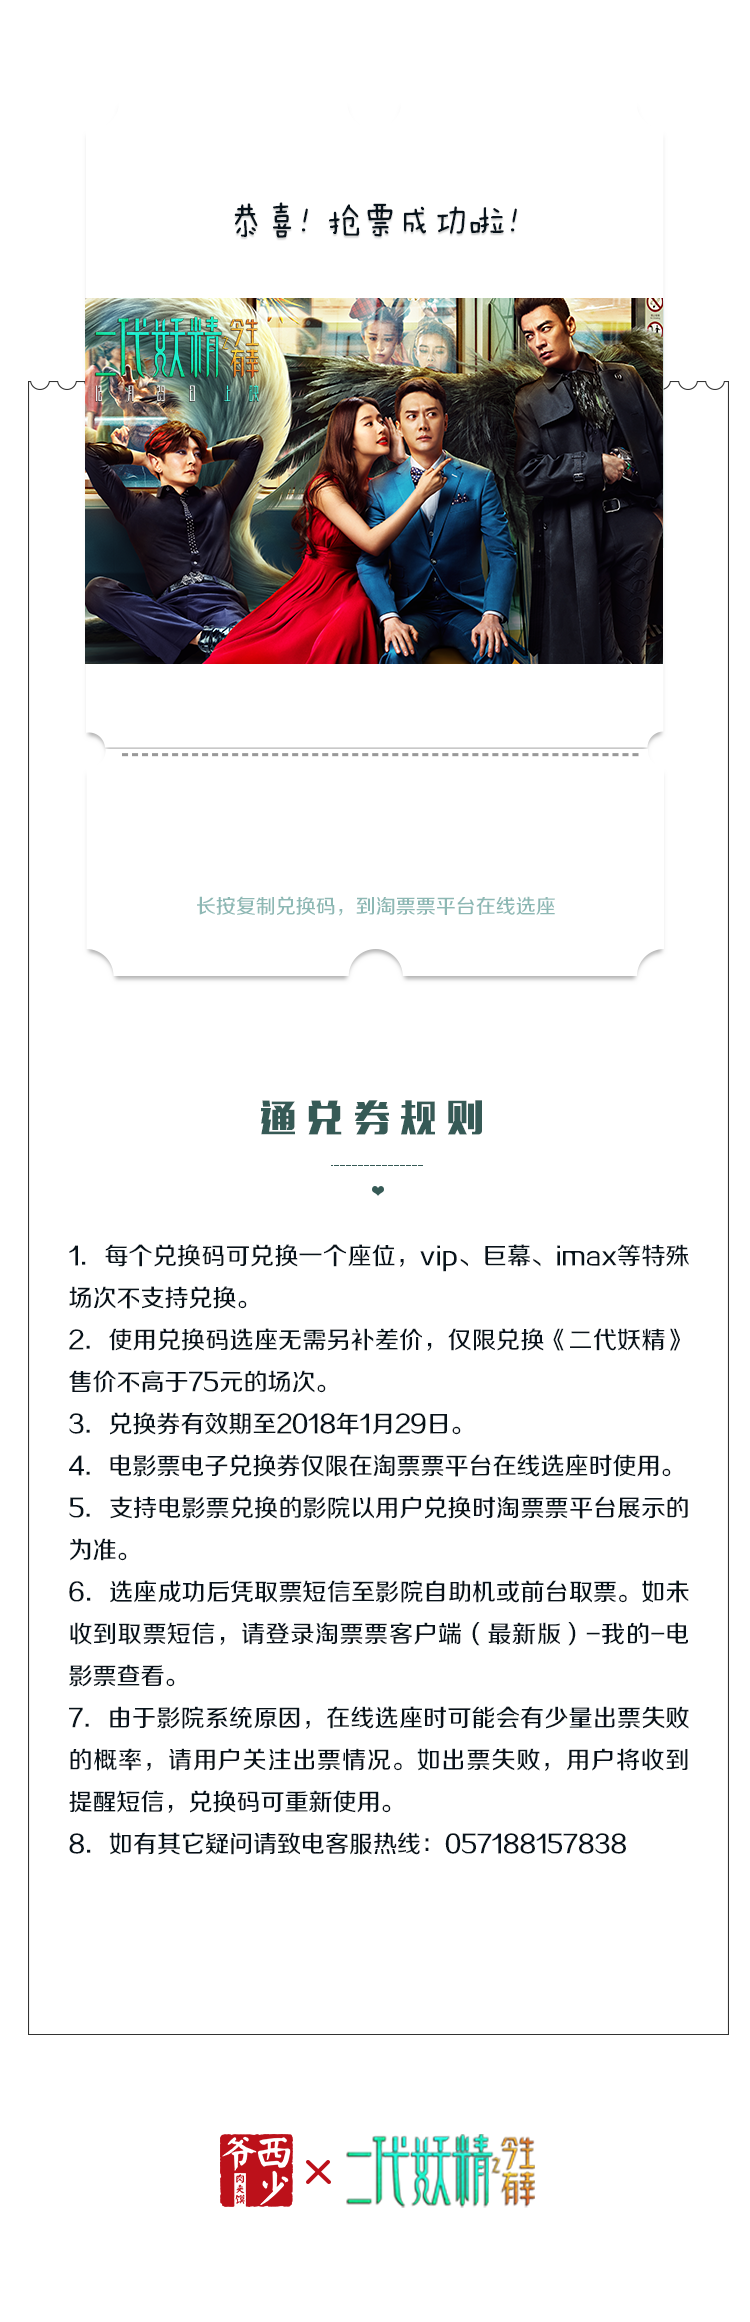 恭喜！抢票成功啦！
二代妖精之今生有幸
12月29日上映
长按复制兑换码，到淘票票平台在线选座
通兑券规则
1. 每个兑换码可兑换一个座位，vip、巨幕、imax等特殊
场次不支持兑换。
2. 使用兑换码选座无需另补差价，仅限兑换《二代妖精》
售价不高于75元的场次。
3. 兑换券有效期至2018年1月29日。
4. 电影票电子兑换券仅限在淘票票平台在线选座时使用。
5. 支持电影票兑换的影院以用户兑换时淘票票平台展示的
为准。
6. 选座成功后凭取票短信至影院自助机或前台取票。如未
收到取票短信，请登录淘票票客户端（最新版）-我的-电
影票查看。
7. 由于影院系统原因，在线选座时可能会有少量出票失败
的概率，请用户关注出票情况。如出票失败，用户将收到
提醒短信，兑换码可重新使用。
8. 如有其它疑问请致电客服热线：057188157838
西少爷肉夹馍 × 二代妖精之今生有幸